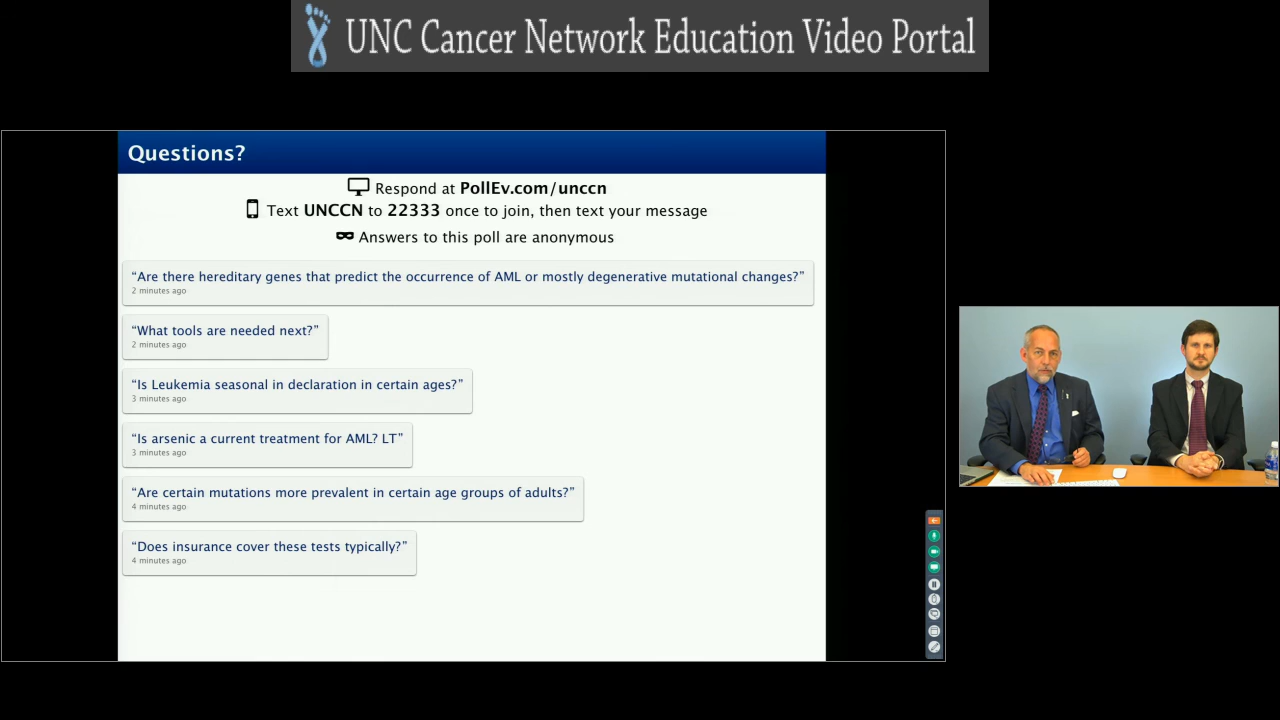 UNC Cancer Network Education Video Portal
Questions?
Respond at PollEv.com/unccn
Text UNCCN to 22333 once to join, then text your message
Answers to this poll are anonymous
“Are there hereditary genes that predict the occurrence of AML or mostly degenerative mutational changes?”
2 minutes ago
“What tools are needed next?”
2 minutes ago
“Is Leukemia seasonal in declaration in certain ages?”
3 minutes ago
“Is arsenic a current treatment for AML? LT”
3 minutes ago
“Are certain mutations more prevalent in certain age groups of adults?”
4 minutes ago
“Does insurance cover these tests typically?”
4 minutes ago